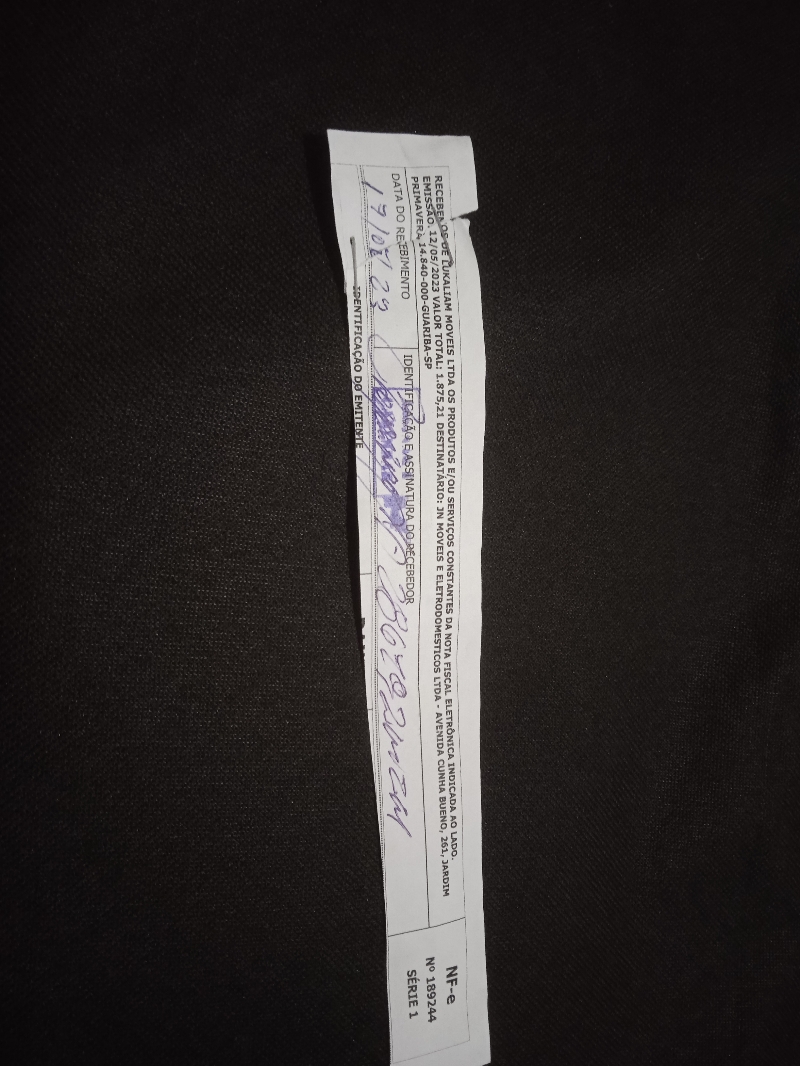 RECEBEMOS DE LUKALIAM MOVEIS LTDA OS PRODUTOS E/OU SERVIÇOS CONSTANTES DA NOTA FISCAL ELETRÔNICA INDICADA AO LADO.
EMISSÃO: 12/05/2023 VALOR TOTAL: 1.875,21 DESTINATÁRIO: JN MOVEIS E ELETRODOMESTICOS LTDA - AVENIDA CUNHA BUENO, 261, JARDIM
PRIMAVERA, 14.840-000-GUARIBA-SP
DATA DO RECEBIMENTO
IDENTIFICAÇÃO E ASSINATURA DO RECEBEDOR
NF-e
Nº 189244
SÉRIE 1
IDENTIFICAÇÃO DO EMITENTE